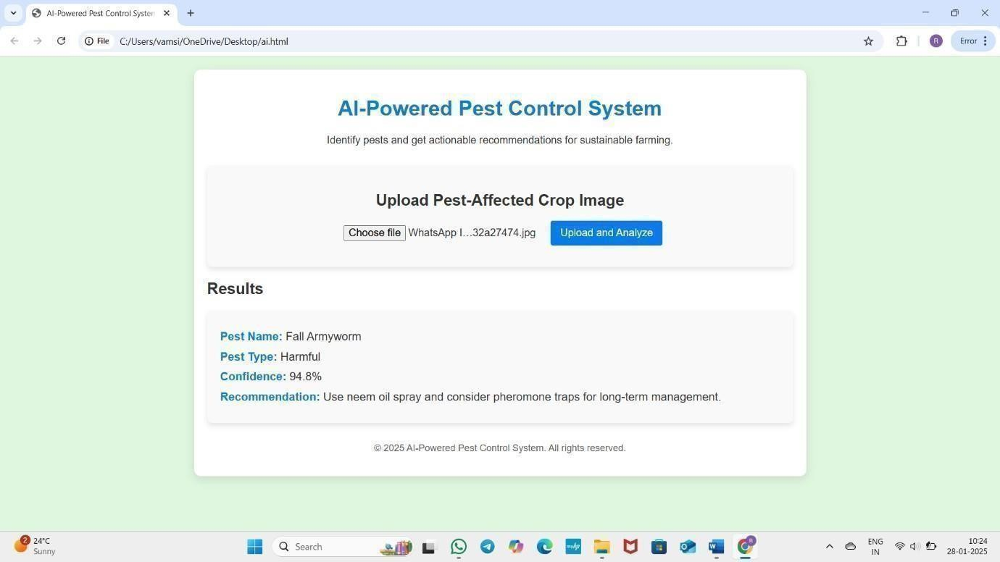 AI-Powered Pest Control System
File
C:/Users/vamsi/OneDrive/Desktop/ai.html
R
Error
AI-Powered Pest Control System
Identify pests and get actionable recommendations for sustainable farming.
Upload Pest-Affected Crop Image
Choose file WhatsApp I...32a27474.jpg Upload and Analyze
Results
Pest Name: Fall Armyworm
Pest Type: Harmful
Confidence: 94.8%
Recommendation: Use neem oil spray and consider pheromone traps for long-term management.
© 2025 AI-Powered Pest Control System. All rights reserved.
2
24°C
Sunny
Search
myhp
W
R
ENG
IN
10:24
28-01-2025